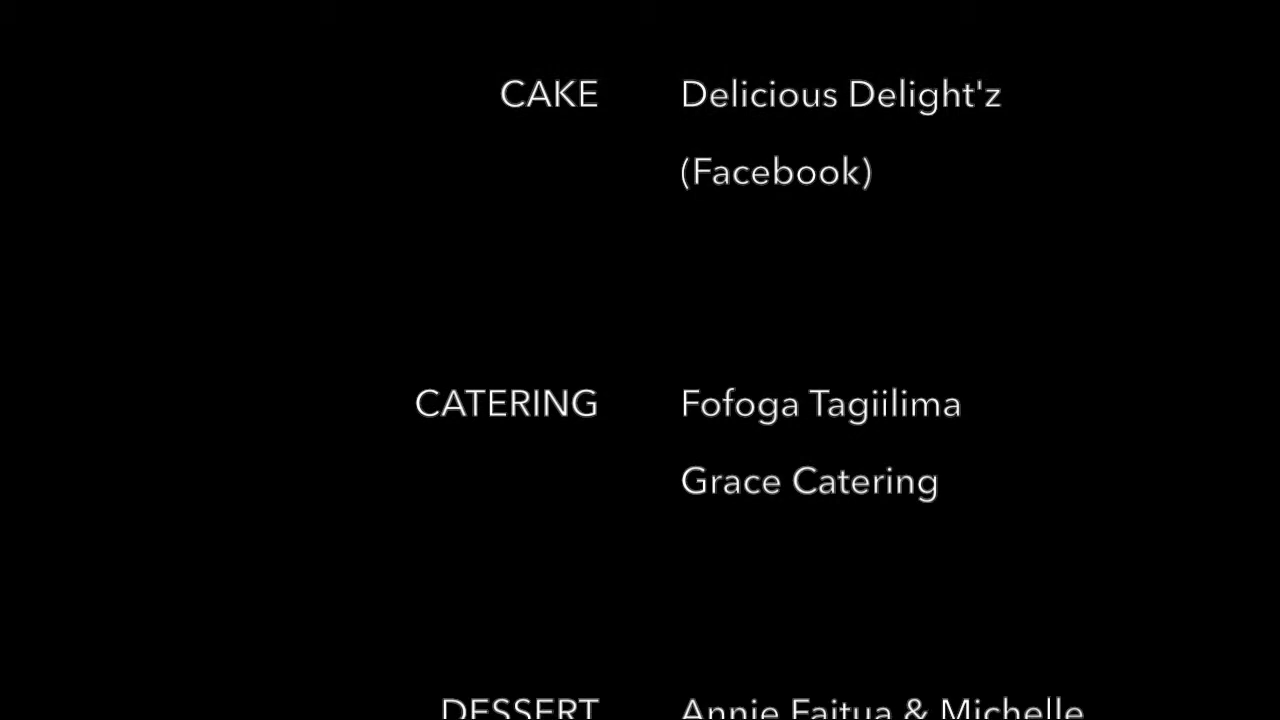 CAKE Delicious Delight'z
(Facebook)
CATERING Fofoga Tagiilima
Grace Catering
DESSERT Annie Faitua & Michelle